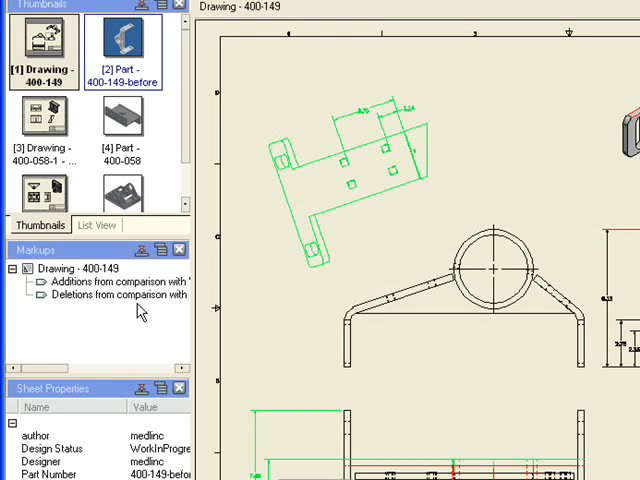 Thumbnails
Drawing - 400-149
[1] Drawing -
400-149
[2] Part -
400-149-before
[3] Drawing -
400-058-1 - ...
[4] Part -
400-058
Thumbnails
List View
Markups
Drawing - 400-149
Additions from comparison with '
Deletions from comparison with
Sheet Properties
Name
Value
author
medlinc
Design Status
WorkInProgre
Designer
medlinc
Part Number
400-149-before